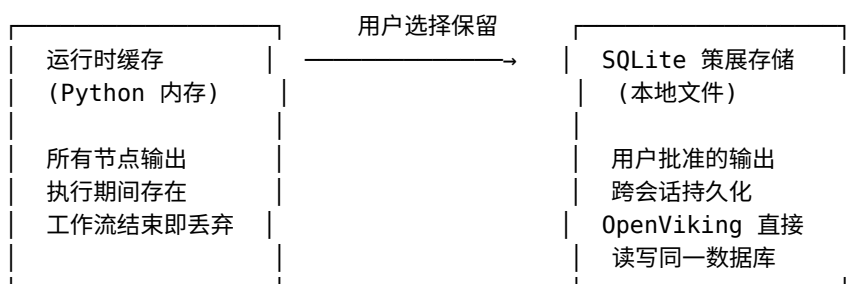 用户选择保留
运行时缓存 → SQLite 策展存储
(Python 内存) (本地文件)
所有节点输出 用户批准的输出
执行期间存在 跨会话持久化
工作流结束即丢弃 OpenViking 直接
读写同一数据库